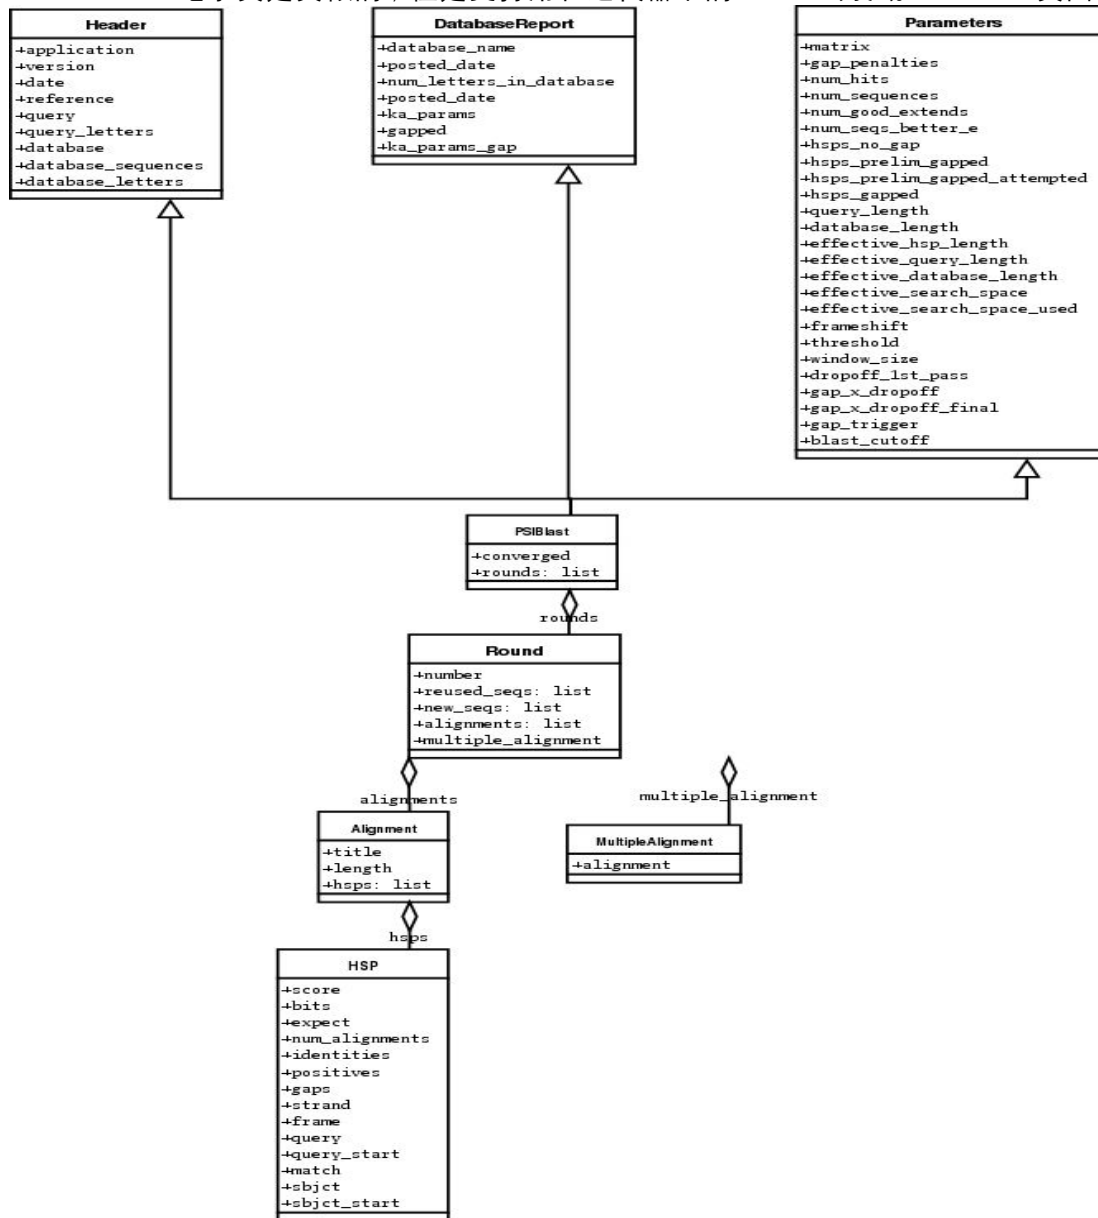 Header
+application
+version
+date
+reference
+query
+query_letters
+database
+database_sequences
+database_letters
DatabaseReport
+database_name
+posted_date
+num_letters_in_database
+posted_date
+ka_params
+gapped
+ka_params_gap
Parameters
+matrix
+gap_penalties
+num_hits
+num_sequences
+num_good_extends
+num_seqs_better_e
+hsps_no_gap
+hsps_prelim_gapped
+hsps_prelim_gapped_attempted
+hsps_gapped
+query_length
+database_length
+effective_hsp_length
+effective_query_length
+effective_database_length
+effective_search_space
+effective_search_space_used
+frameshift
+threshold
+window_size
+dropoff_1st_pass
+gap_x_dropoff
+gap_x_dropoff_final
+gap_trigger
+blast_cutoff
PSIBlast
+converged
+rounds: list
rounds
Round
+number
+reused_seqs: list
+new_seqs: list
+alignments: list
+multiple_alignment
alignments
multiple_alignment
Alignment
+title
+length
+hsps: list
MultipleAlignment
+alignment
hsps
HSP
+score
+bits
+expect
+num_alignments
+identities
+positives
+gaps
+strand
+frame
+query
+query_start
+match
+sbjct
+sbjct_start